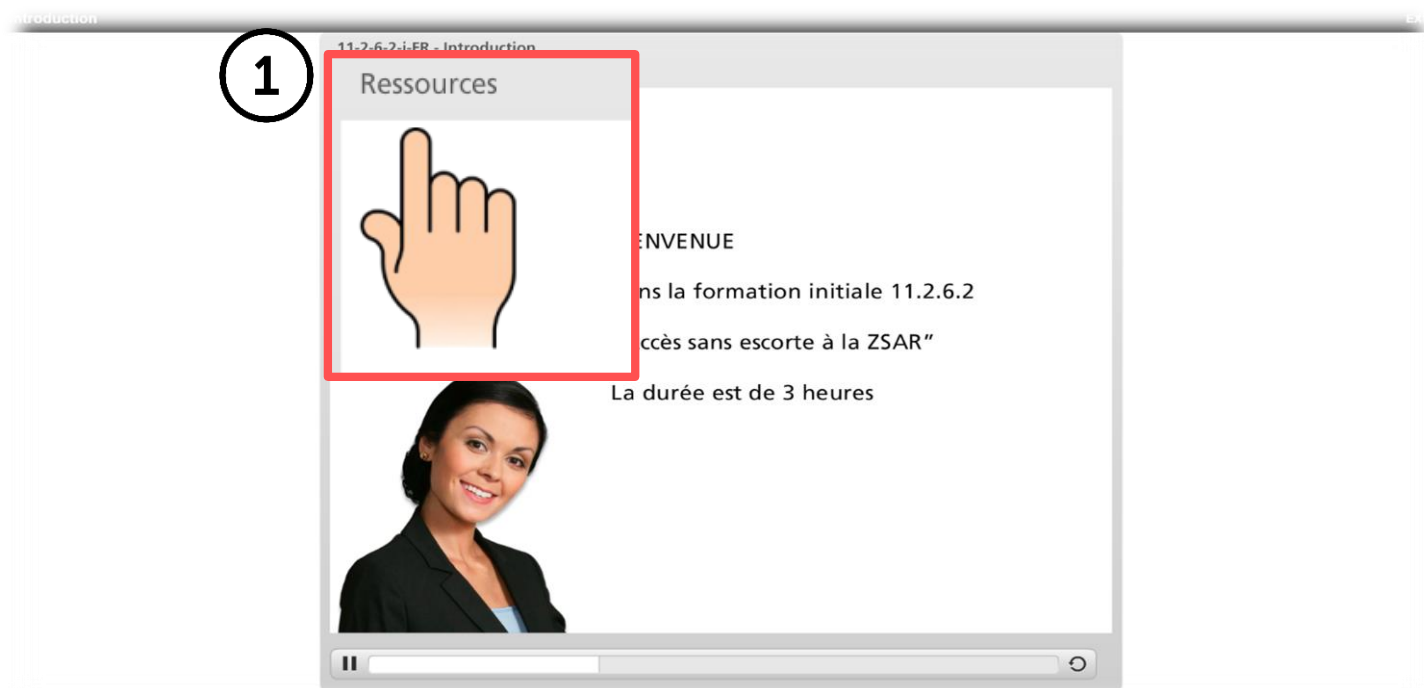 Introduction
11-2-6-2-i-FR - Introduction
1
Ressources
ENVENUE
ns la formation initiale 11.2.6.2
ccès sans escorte à la ZSAR"
La durée est de 3 heures